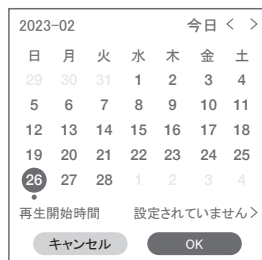 2023-02 今日 < >
日 月 火 水 木 金 土
29 30 31 1 2 3 4
5 6 7 8 9 10 11
12 13 14 15 16 17 18
19 20 21 22 23 24 25
26 27 28 1 2 3 4
再生開始時間 設定されていません>
キャンセル OK